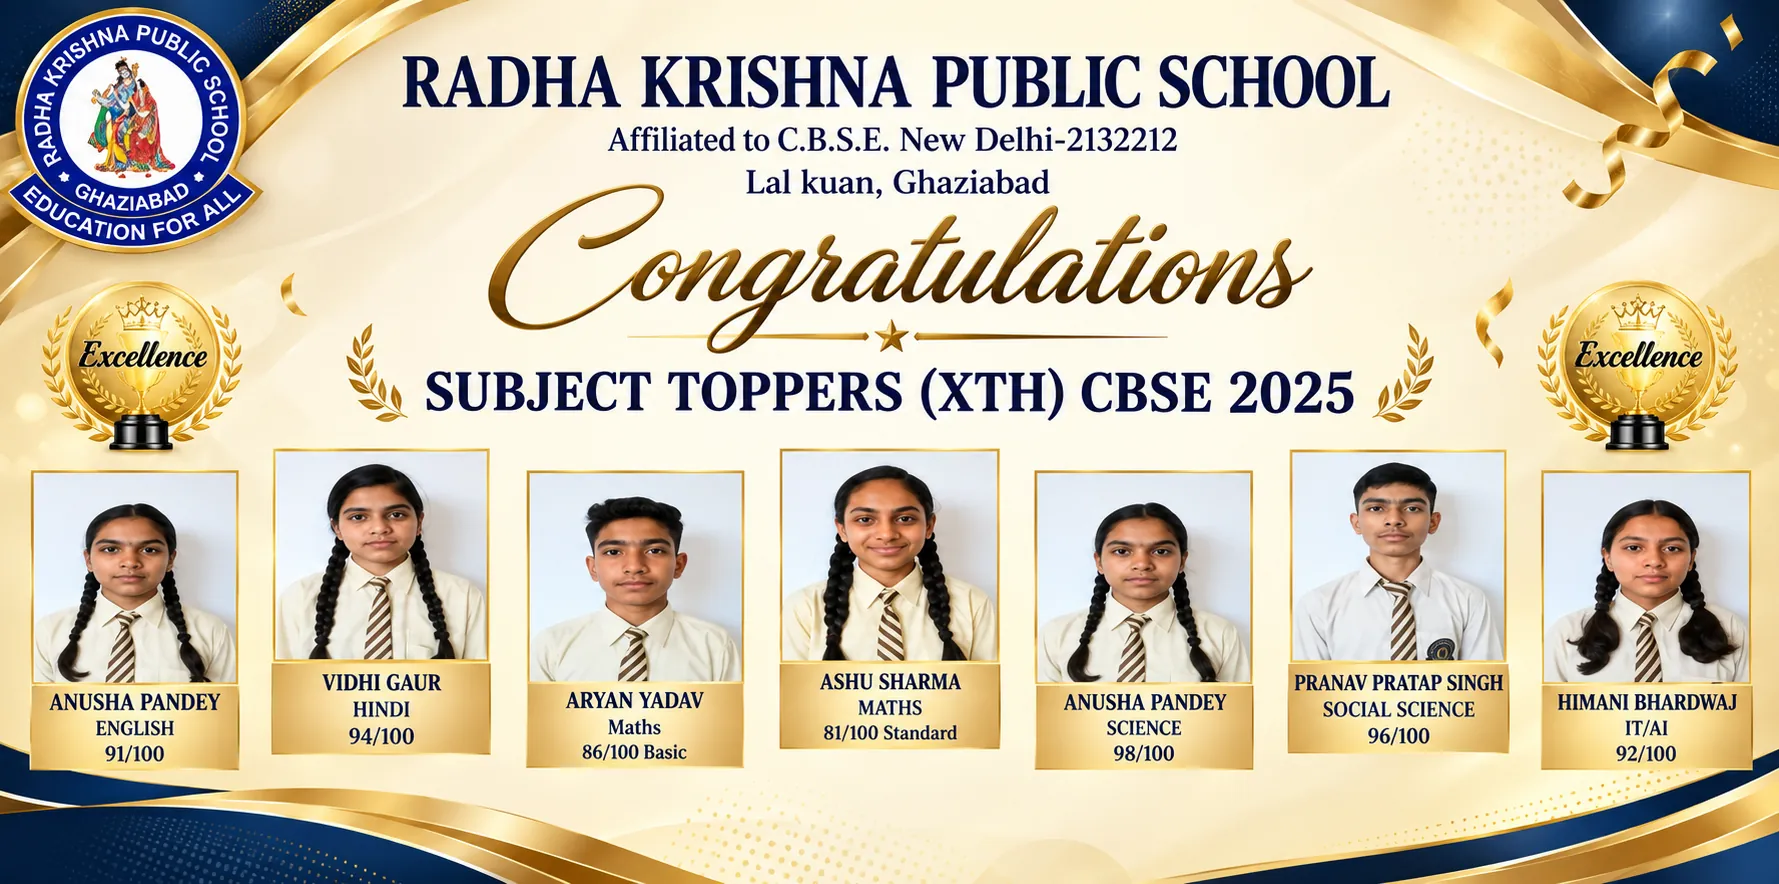 RADHA KRISHNA PUBLIC SCHOOL
GHAZIABAD
EDUCATION FOR ALL
RADHA KRISHNA PUBLIC SCHOOL
Affiliated to C.B.S.E. New Delhi-2132212
Lal kuan, Ghaziabad
Congratulations
Excellence
Excellence
SUBJECT TOPPERS (XTH) CBSE 2025
ANUSHA PANDEY
ENGLISH
91/100
VIDHI GAUR
HINDI
94/100
ARYAN YADAV
Maths
86/100 Basic
ASHU SHARMA
MATHS
81/100 Standard
ANUSHA PANDEY
SCIENCE
98/100
PRANAV PRATAP SINGH
SOCIAL SCIENCE
96/100
HIMANI BHARDWAJ
IT/AI
92/100